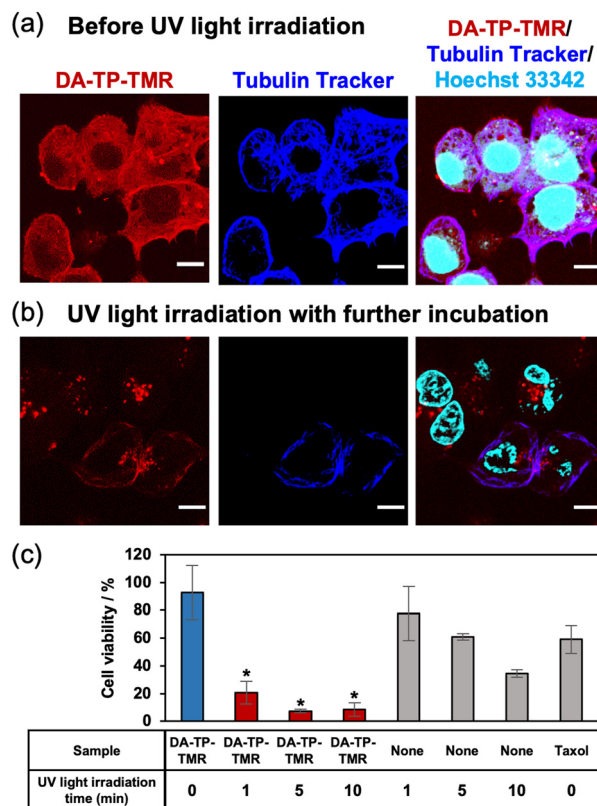 (a) Before UV light irradiation
DA-TP-TMR/
Tubulin Tracker/
Hoechst 33342
DA-TP-TMR
Tubulin Tracker
(b) UV light irradiation with further incubation
(c)
Cell viability / %
120
100
80
60
40
20
0
* * *
Sample DA-TP-TMR DA-TP-TMR DA-TP-TMR DA-TP-TMR None None None Taxol
UV light irradiation time (min) 0 1 5 10 1 5 10 0